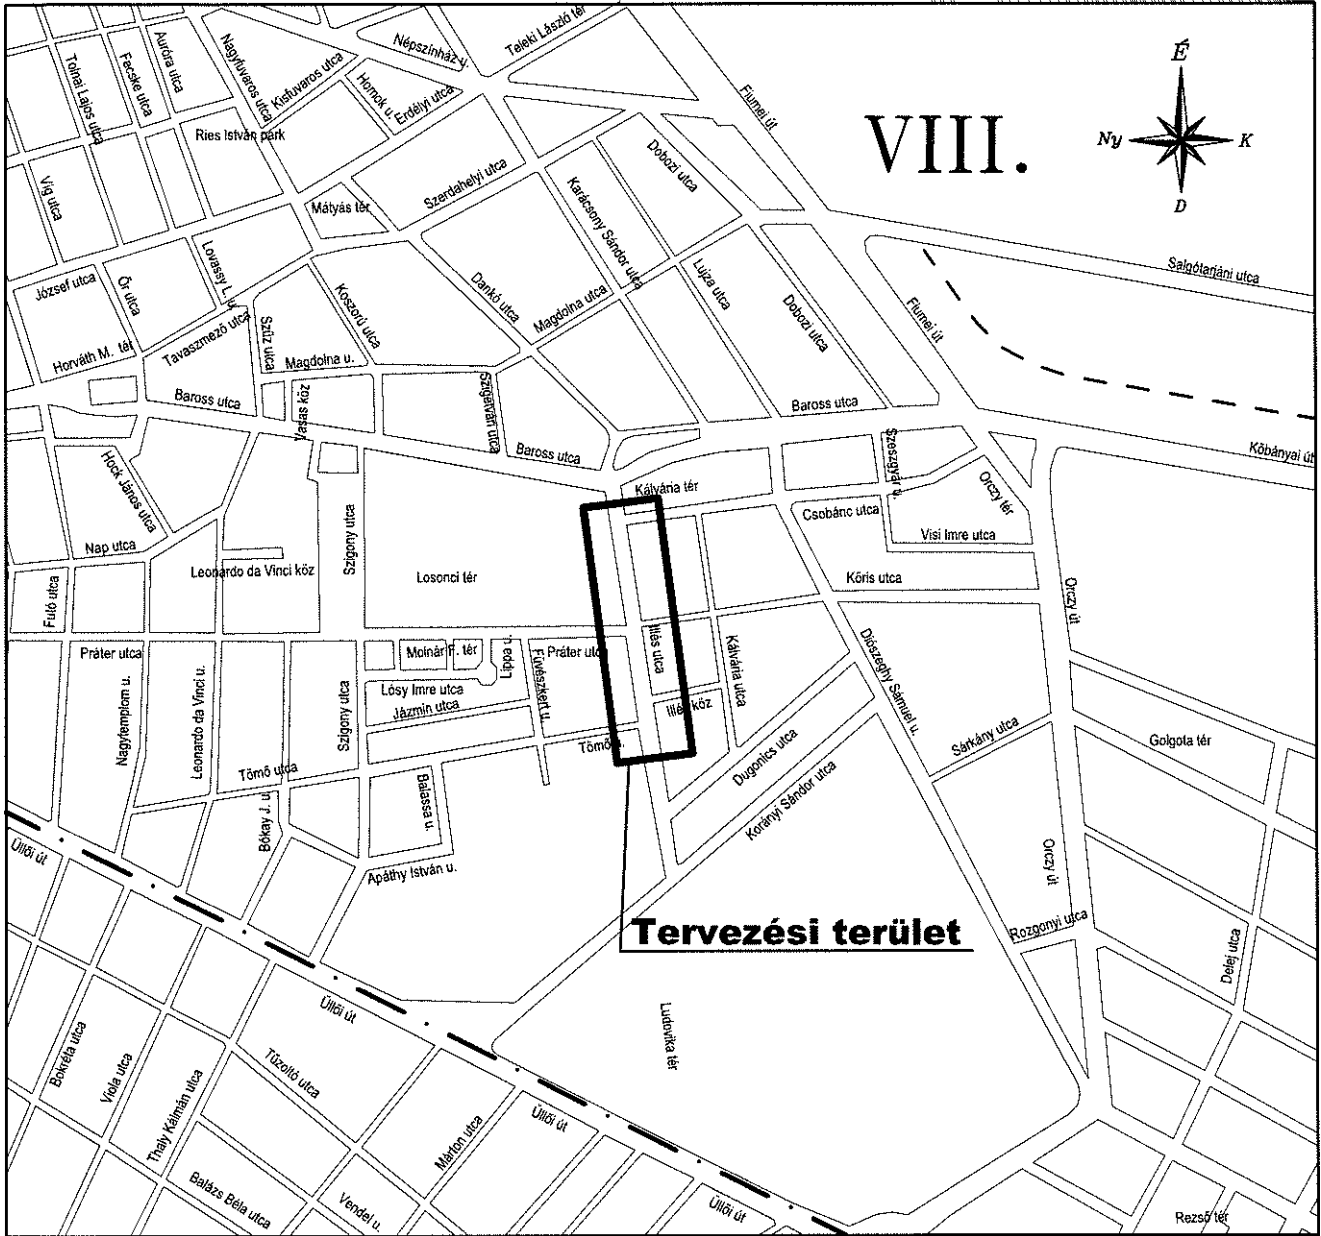 Népszínház u.
Teleki László tér
Tolnai Lajos utca
Fecske utca
Auróra utca
Nagyfuvaros utca
Kisfuvaros utca
Homok u.
Erdélyi utca
Fiumei út
É
VIII.
Ny
K
D
Ries István park
Víg utca
Mátyás tér
Szerdahelyi utca
Karácsony Sándor utca
Dobozi utca
József utca
Őr utca
Lovassy L. u.
Koszorú utca
Dankó utca
Magdolna utca
Lujza utca
Dobozi utca
Fiumei út
Salgótarjáni utca
Horváth M. tér
Tavaszmező utca
Szűz utca
Magdolna u.
Baross utca
Vasas köz
Szigetvári utca
Baross utca
Baross utca
Kőbányai út
Hock János utca
Szigony utca
Kálvária tér
Szeszgyár u.
Csobánc utca
Orczy tér
Visi Imre utca
Nap utca
Leonardo da Vinci köz
Losonci tér
Kőris utca
Futó utca
Orczy út
Práter utca
Molnár F. tér
Lippa u.
Füvészkert u.
Práter utca
Illés utca
Kálvária utca
Diószeghy Sámuel u.
Nagytemplom u.
Leonardo da Vinci u.
Szigony utca
Lósy Imre utca
Jázmin utca
Illés köz
Tömő u.
Dugonics utca
Sárkány utca
Golgota tér
Tömő utca
Balassa u.
Bókay J. u.
Korányi Sándor utca
Üllői út
Apáthy István u.
Orczy út
Tervezési terület
Rozgonyi utca
Delej utca
Üllői út
Ludovika tér
Bokréta utca
Viola utca
Thaly Kálmán utca
Tűzoltó utca
Márton utca
Üllői út
Balázs Béla utca
Vendel u.
Üllői út
Rezső tér